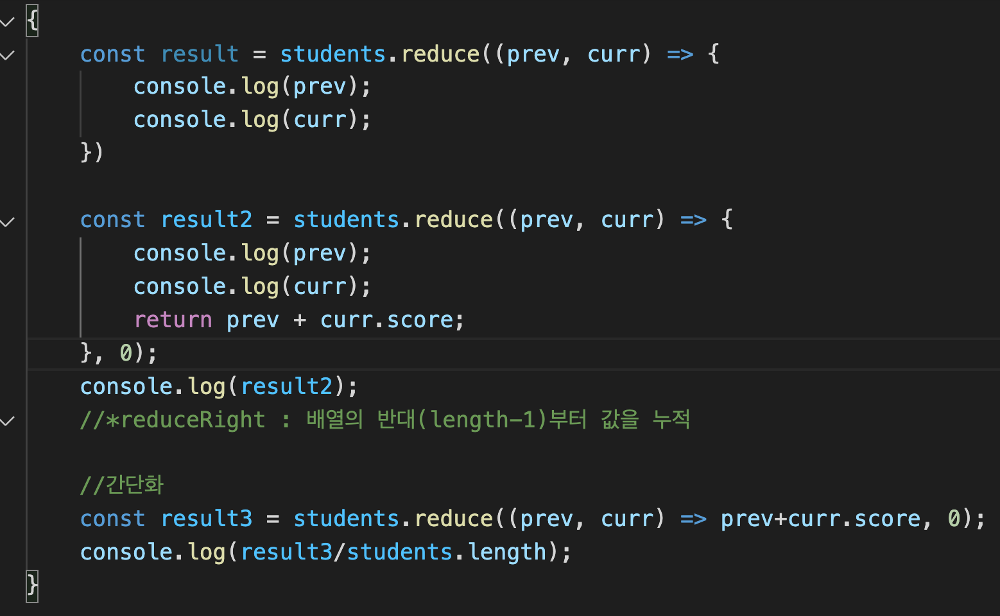 {
const result = students.reduce((prev, curr) => {
console.log(prev);
console.log(curr);
})
const result2 = students.reduce((prev, curr) => {
console.log(prev);
console.log(curr);
return prev + curr.score;
}, 0);
console.log(result2);
//*reduceRight : 배열의 반대(length-1)부터 값을 누적
//간단화
const result3 = students.reduce((prev, curr) => prev+curr.score, 0);
console.log(result3/students.length);
}